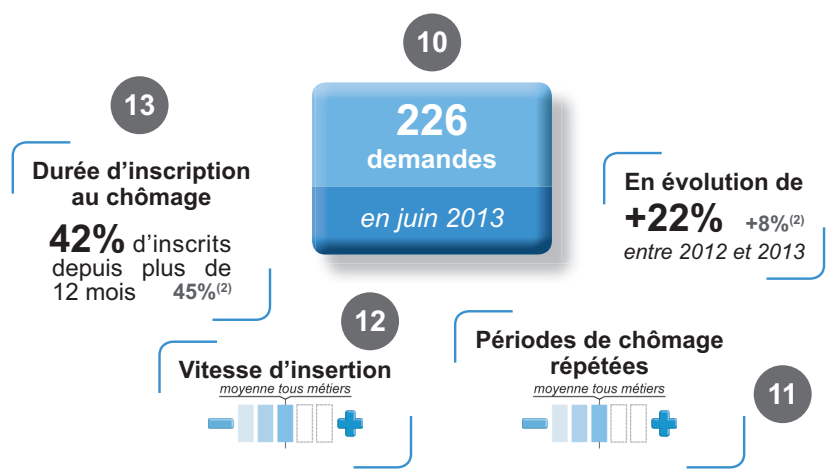 10
226
demandes
en juin 2013
13
Durée d'inscription
au chômage
42% d'inscrits
depuis plus de
12 mois 45%(2)
En évolution de
+22% +8%(2)
entre 2012 et 2013
12
Vitesse d'insertion
moyenne tous métiers
Périodes de chômage
répétées
moyenne tous métiers
11